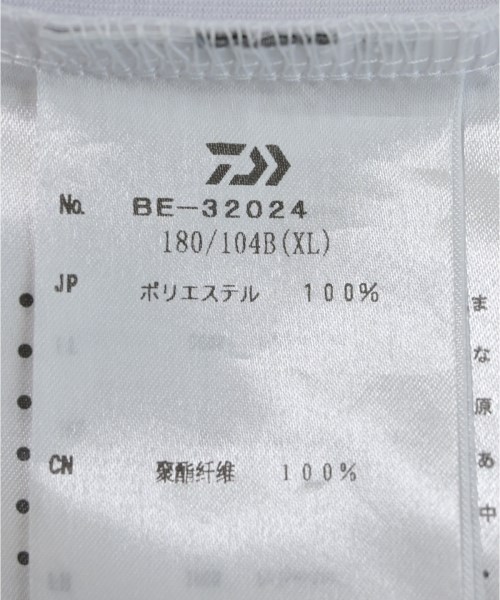 No. BE-32024
180/104B(XL)
JP ポリエステル 100%
CN 聚酯纤维 100%
ま
な
原
あ
中